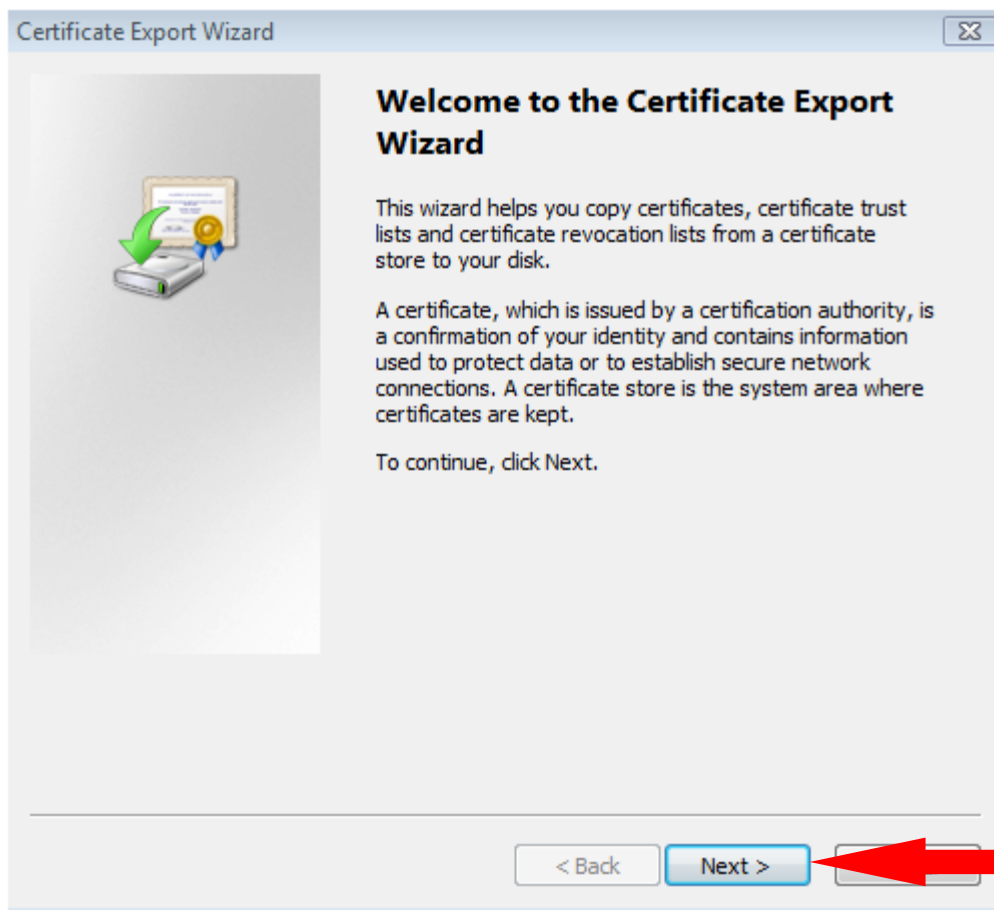 Certificate Export Wizard
Welcome to the Certificate Export
Wizard
This wizard helps you copy certificates, certificate trust
lists and certificate revocation lists from a certificate
store to your disk.
A certificate, which is issued by a certification authority, is
a confirmation of your identity and contains information
used to protect data or to establish secure network
connections. A certificate store is the system area where
certificates are kept.
To continue, click Next.
< Back Next >